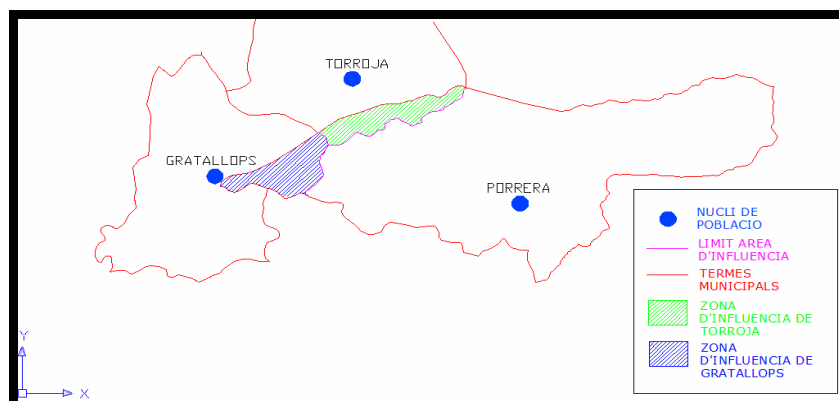 TORROJA
GRATALLOPS
PORRERA
NUCLI DE
POBLACIO
LIMIT AREA
D'INFLUENCIA
TERMES
MUNICIPALS
ZONA
D'INFLUENCIA DE
TORROJA
ZONA
D'INFLUENCIA DE
GRATALLOPS
Y
X